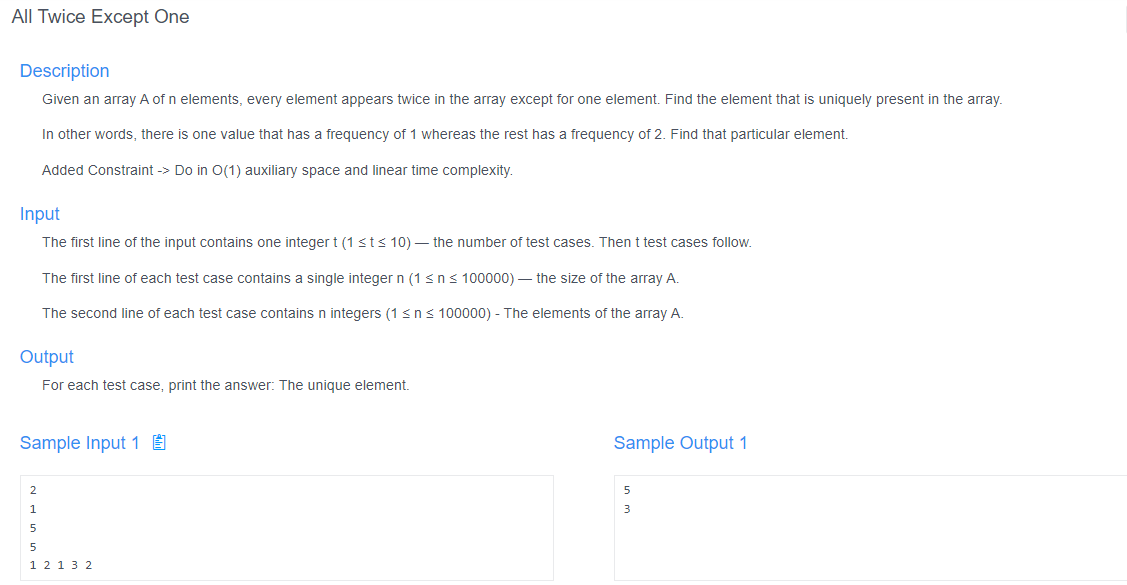 All Twice Except One
Description
Given an array A of n elements, every element appears twice in the array except for one element. Find the element that is uniquely present in the array.
In other words, there is one value that has a frequency of 1 whereas the rest has a frequency of 2. Find that particular element.
Added Constraint -> Do in O(1) auxiliary space and linear time complexity.
Input
The first line of the input contains one integer t (1 ≤ t ≤ 10) — the number of test cases. Then t test cases follow.
The first line of each test case contains a single integer n (1 ≤ n ≤ 100000) — the size of the array A.
The second line of each test case contains n integers (1 ≤ n ≤ 100000) - The elements of the array A.
Output
For each test case, print the answer: The unique element.
Sample Input 1
2
1
5
5
1 2 1 3 2
Sample Output 1
5
3